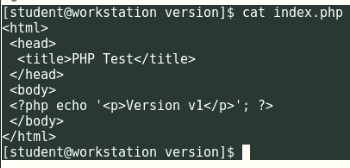 [student@workstation version]$ cat index.php
<html>
 <head>
  <title>PHP Test</title>
 </head>
 <body>
 <?php echo '<p>Version v1</p>'; ?>
 </body>
</html>
[student@workstation version]$